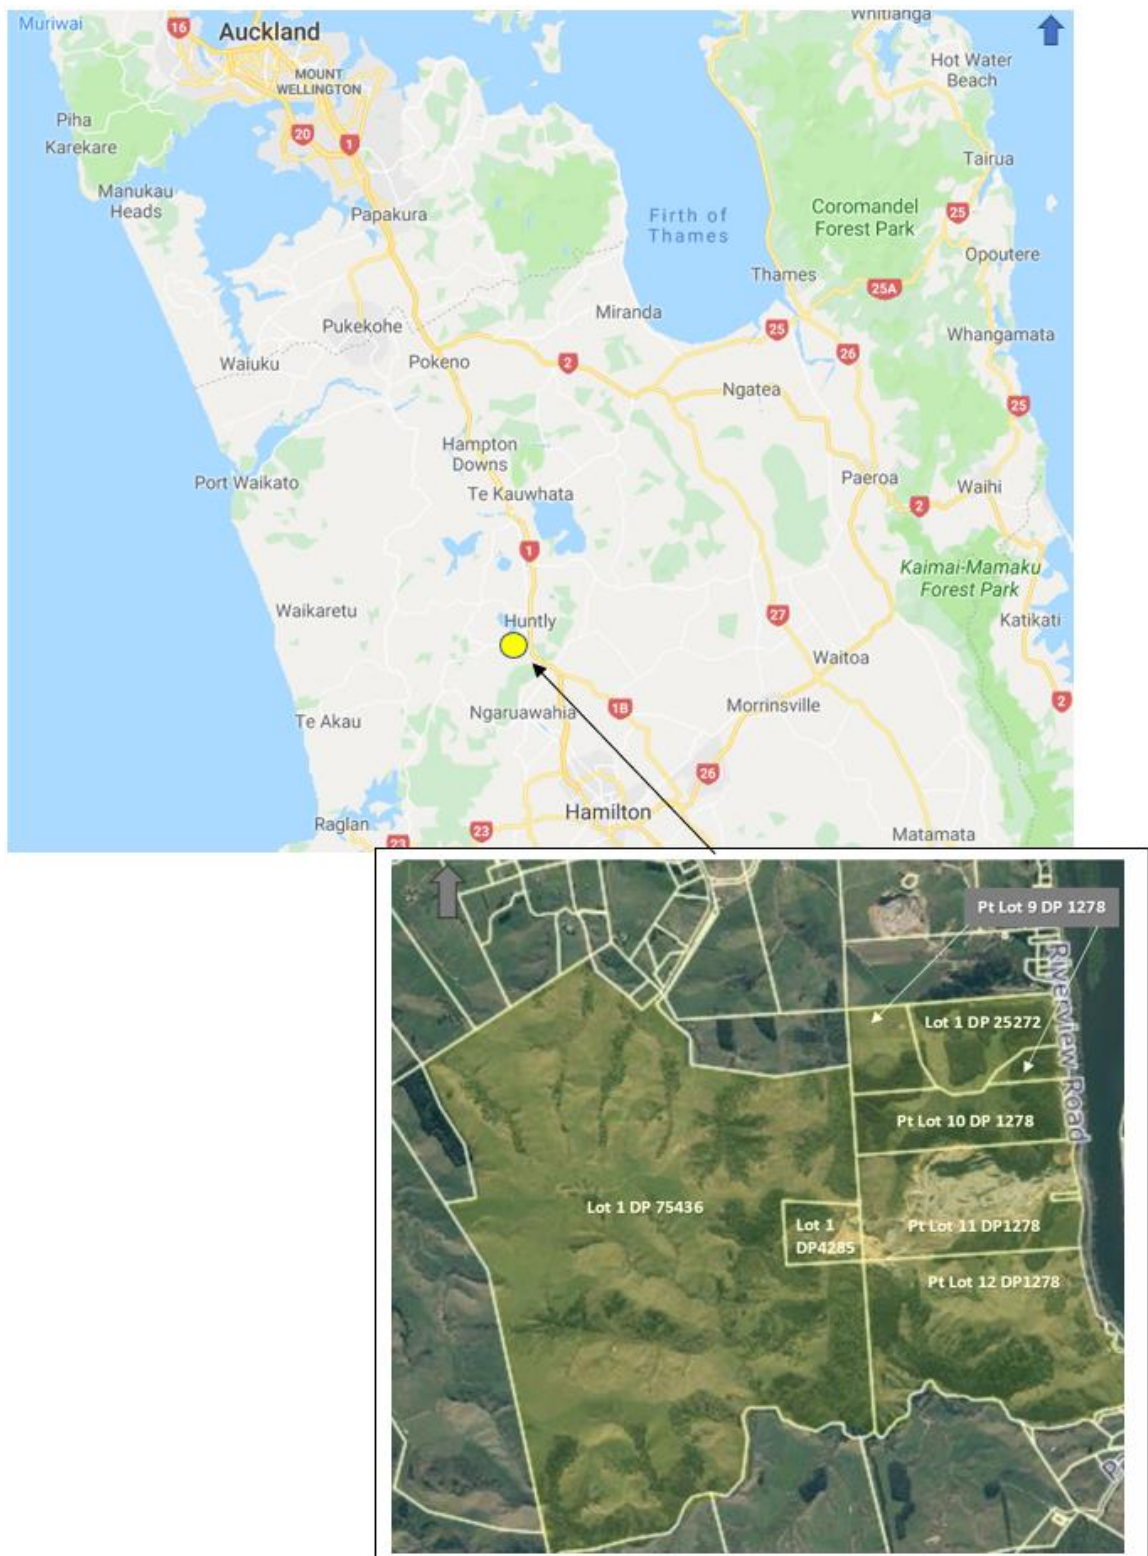 Muriwai
16
Auckland
MOUNT
WELLINGTON
Whitianga
Hot Water
Beach
Piha
Karekare
20
1
Tairua
Manukau
Heads
Papakura
Firth of
Thames
Coromandel
Forest Park
25
Opoutere
Thames
25A
Miranda
Pukekohe
25
Whangamata
26
Waiuku
Pokeno
2
Ngatea
25
Hampton
Downs
Port Waikato
Te Kauwhata
Paeroa
Waihi
2
1
Kaimai-Mamaku
Forest Park
Waikaretu
Huntly
27
Katikati
Waitoa
Te Akau
Ngaruawahia
1B
Morrinsville
2
26
Hamilton
Raglan
23
23
Matamata
Pt Lot 9 DP 1278
Riverview Road
Lot 1 DP 25272
Pt Lot 10 DP 1278
Lot 1 DP 75436
Lot 1
DP4285
Pt Lot 11 DP1278
Pt Lot 12 DP1278